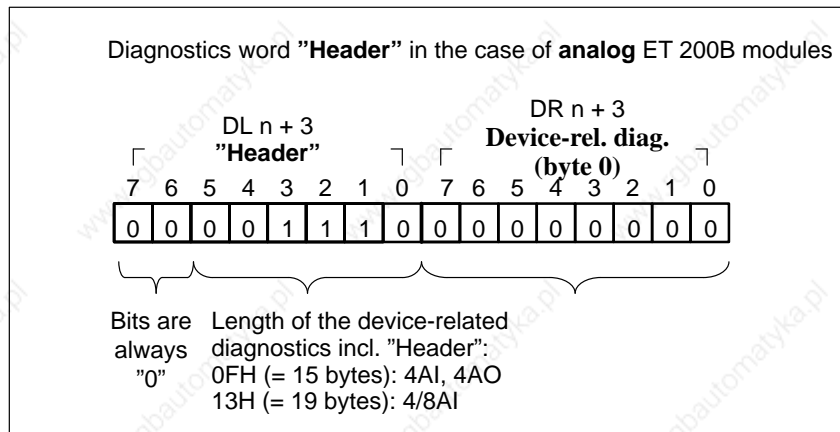 Diagnostics word ”Header” in the case of analog ET 200B modules
DL n + 3 DR n + 3
”Header” Device-rel. diag.
(byte 0)
7 6 5 4 3 2 1 0 7 6 5 4 3 2 1 0
0 0 0 0 1 1 1 0 0 0 0 0 0 0 0 0
Bits are Length of the device-related
always diagnostics incl. ”Header”:
”0” 0FH (= 15 bytes): 4AI, 4AO
13H (= 19 bytes): 4/8AI
www.gbautomatyka.pl